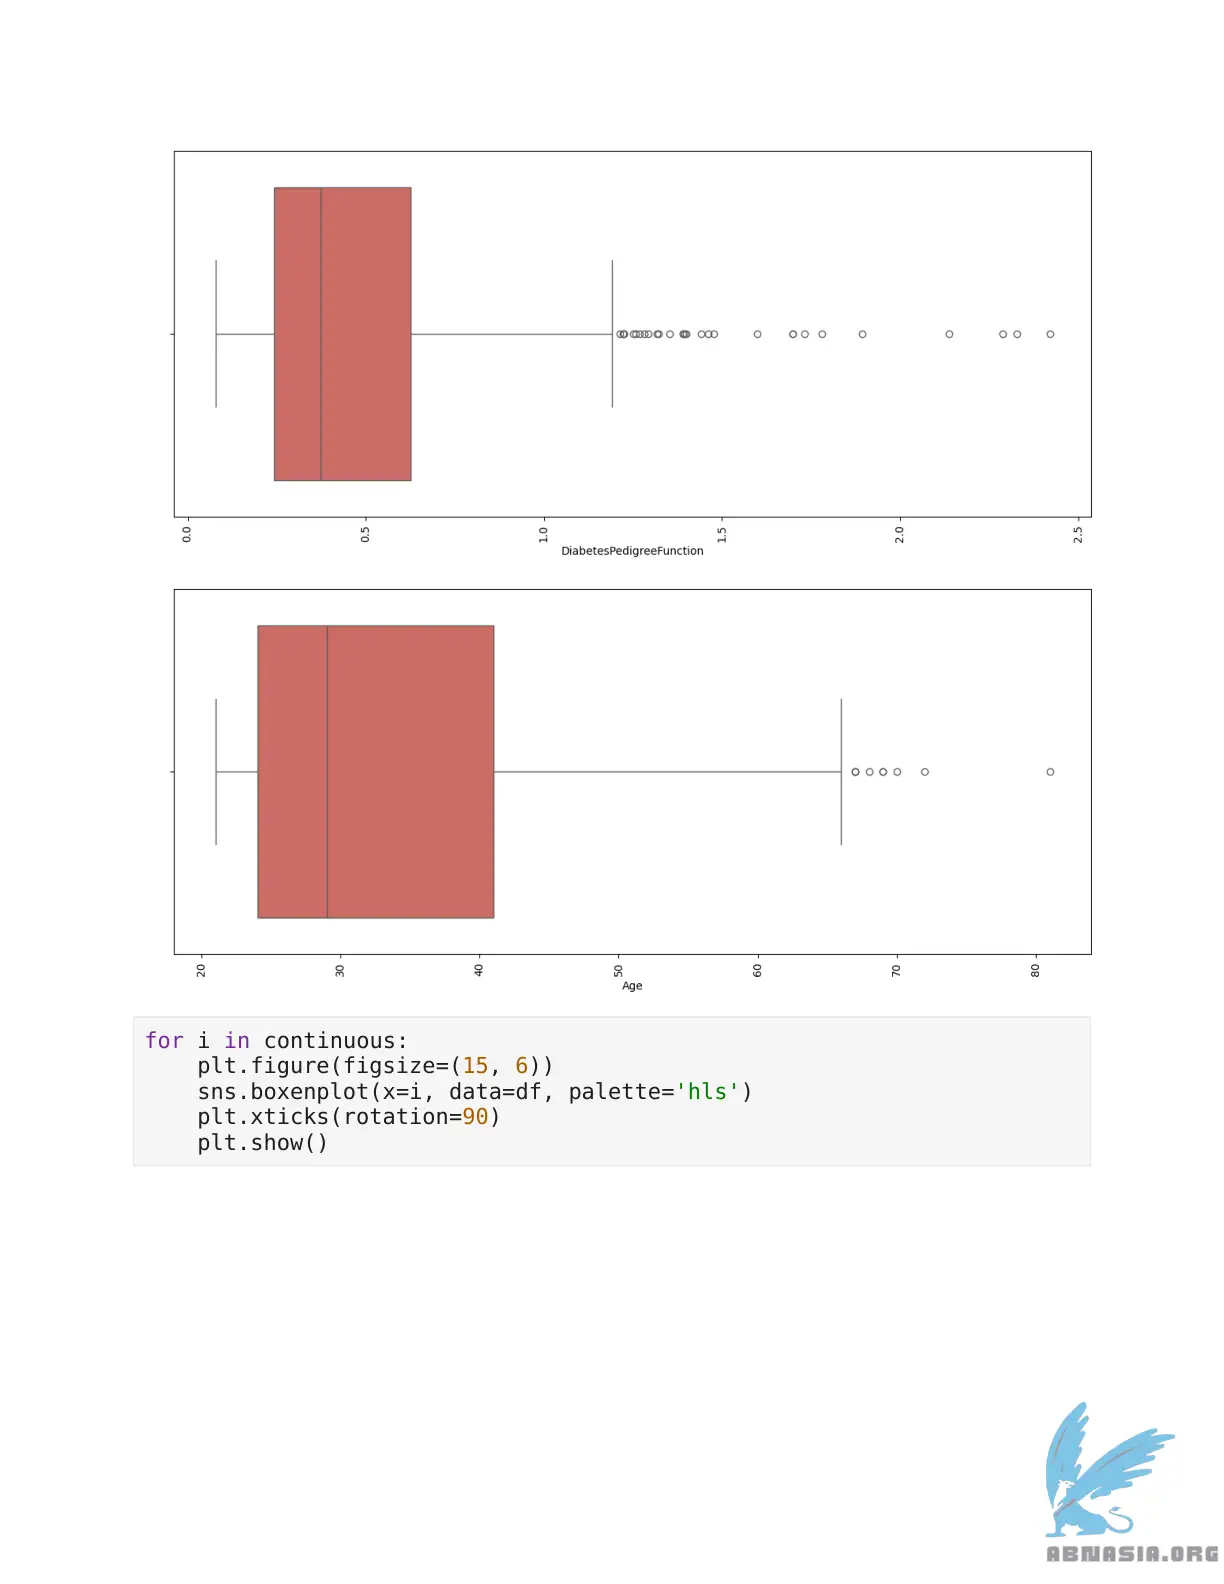 0.0 0.5 1.0 1.5 2.0 2.5
DiabetesPedigreeFunction
20 30 40 50 60 70 80
Age
for i in continuous:
    plt.figure(figsize=(15, 6))
    sns.boxenplot(x=i, data=df, palette='hls')
    plt.xticks(rotation=90)
    plt.show()
ABNASIA.ORG